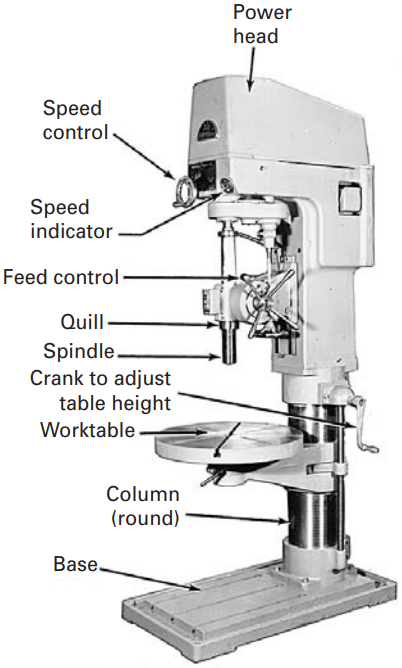 Power
head
Speed
control
Speed
indicator
Feed control
Quill
Spindle
Crank to adjust
table height
Worktable
Column
(round)
Base